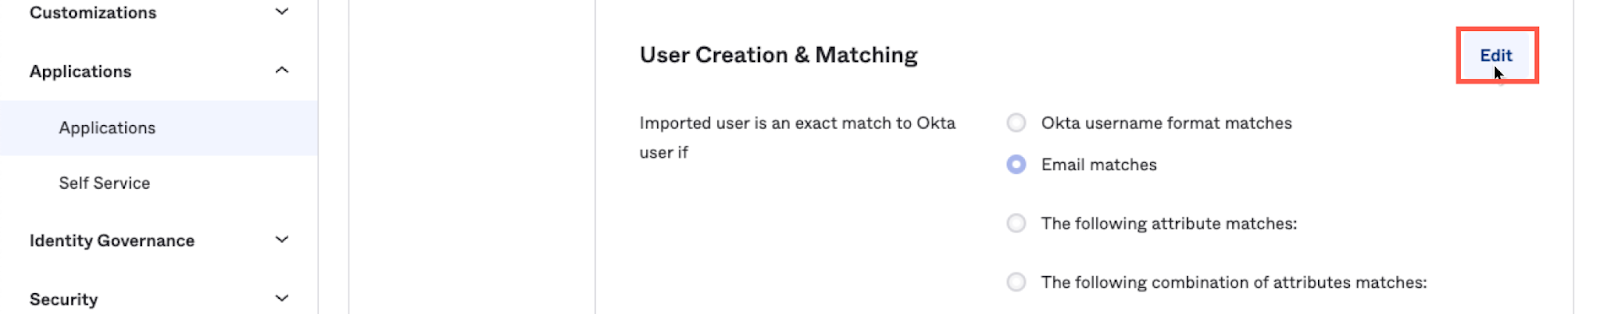 Customizations
Applications
Applications
Self Service
Identity Governance
Security
User Creation & Matching
Edit
Imported user is an exact match to Okta
user if
Okta username format matches
Email matches
The following attribute matches:
The following combination of attributes matches: